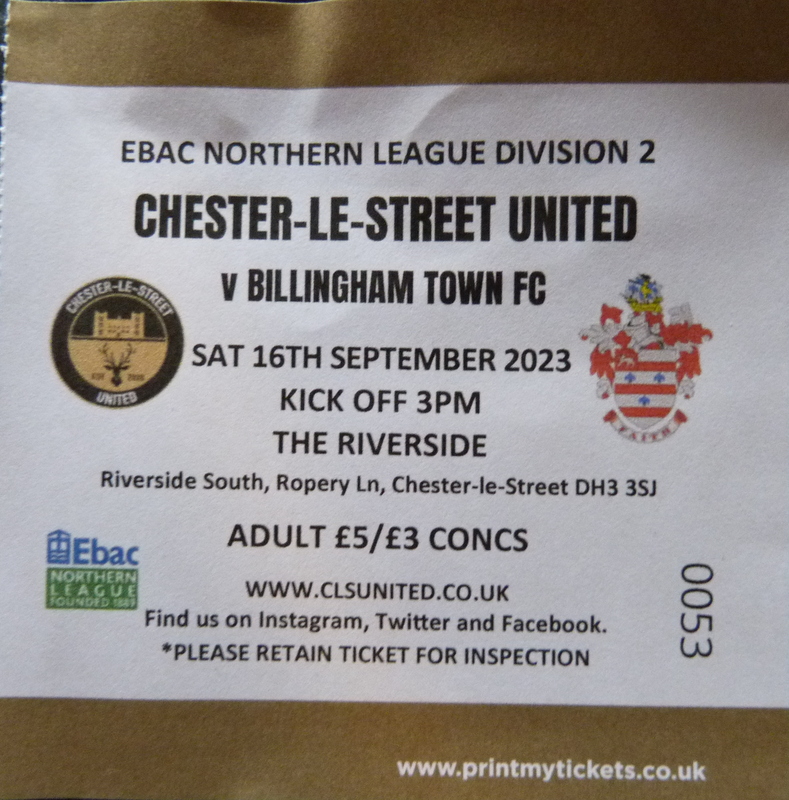 EBAC NORTHERN LEAGUE DIVISION 2
CHESTER-LE-STREET UNITED
v BILLINGHAM TOWN FC
CHESTER-LE-STREET
UNITED
SAT 16TH SEPTEMBER 2023
KICK OFF 3PM
THE RIVERSIDE
FAITH
Riverside South, Ropery Ln, Chester-le-Street DH3 3SJ
ADULT £5/£3 CONCS
Ebac
NORTHERN
LEAGUE
FOUNDED 1889
WWW.CLSUNITED.CO.UK
Find us on Instagram, Twitter and Facebook.
*PLEASE RETAIN TICKET FOR INSPECTION
0053
www.printmytickets.co.uk